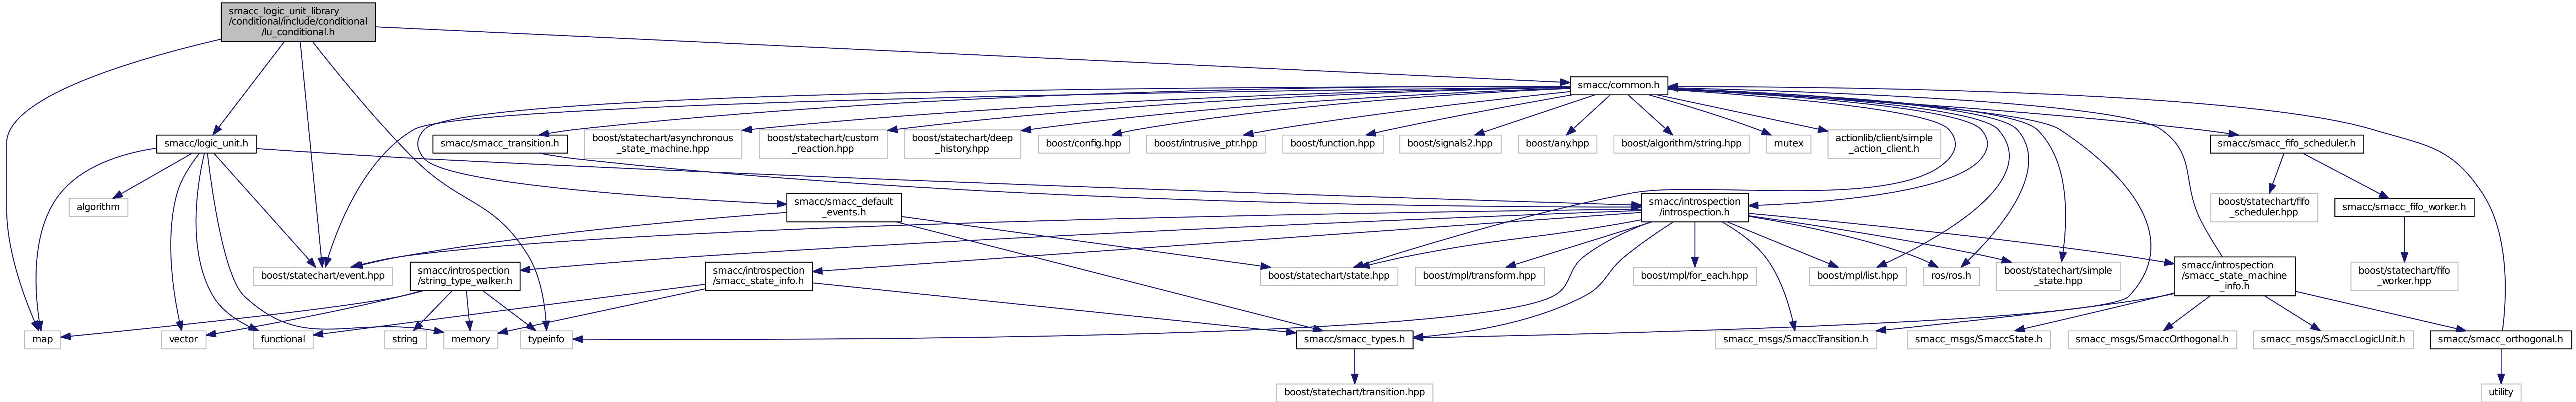 smacc_logic_unit_library
/conditional/include/conditional
/lu_conditional.h
smacc/common.h
smacc/logic_unit.h
smacc/smacc_transition.h
boost/statechart/asynchronous
_state_machine.hpp
boost/statechart/custom
_reaction.hpp
boost/statechart/deep
_history.hpp
boost/config.hpp
boost/intrusive_ptr.hpp
boost/function.hpp
boost/signals2.hpp
boost/any.hpp
boost/algorithm/string.hpp
mutex
actionlib/client/simple
_action_client.h
smacc/smacc_fifo_scheduler.h
algorithm
smacc/smacc_default
_events.h
smacc/introspection
/introspection.h
boost/statechart/fifo
_scheduler.hpp
smacc/smacc_fifo_worker.h
boost/statechart/event.hpp
smacc/introspection
/string_type_walker.h
smacc/introspection
/smacc_state_info.h
boost/statechart/state.hpp
boost/mpl/transform.hpp
boost/mpl/for_each.hpp
boost/mpl/list.hpp
ros/ros.h
boost/statechart/simple
_state.hpp
smacc/introspection
/smacc_state_machine
_info.h
boost/statechart/fifo
_worker.hpp
map
vector
functional
string
memory
typeinfo
smacc/smacc_types.h
smacc_msgs/SmaccTransition.h
smacc_msgs/SmaccState.h
smacc_msgs/SmaccOrthogonal.h
smacc_msgs/SmaccLogicUnit.h
smacc/smacc_orthogonal.h
boost/statechart/transition.hpp
utility